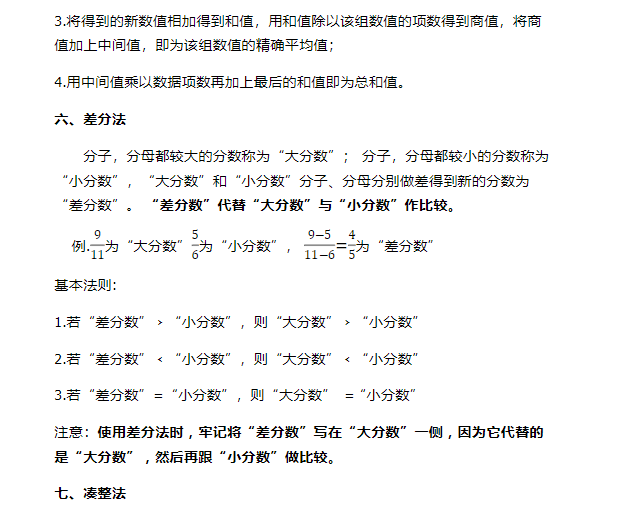 3.将得到的新数值相加得到和值，用和值除以该组数值的项数得到商值，将商
值加上中间值，即为该组数值的精确平均值；
4.用中间值乘以数据项数再加上最后的和值即为总和值。
六、差分法
分子，分母都较大的分数称为“大分数”； 分子，分母都较小的分数称为
“小分数”，“大分数”和“小分数”分子、分母分别做差得到新的分数为
“差分数”。 “差分数”代替“大分数”与“小分数”作比较。
例.9/11为“大分数”5/6为“小分数”， 9−5/11−6=4/5为“差分数”
基本法则：
1.若“差分数”﹥“小分数”，则“大分数”﹥“小分数”
2.若“差分数”﹤“小分数”，则“大分数”﹤“小分数”
3.若“差分数”=“小分数”，则“大分数” =“小分数”
注意：使用差分法时，牢记将“差分数”写在“大分数”一侧，因为它代替的
是“大分数”，然后再跟“小分数”做比较。
七、凑整法